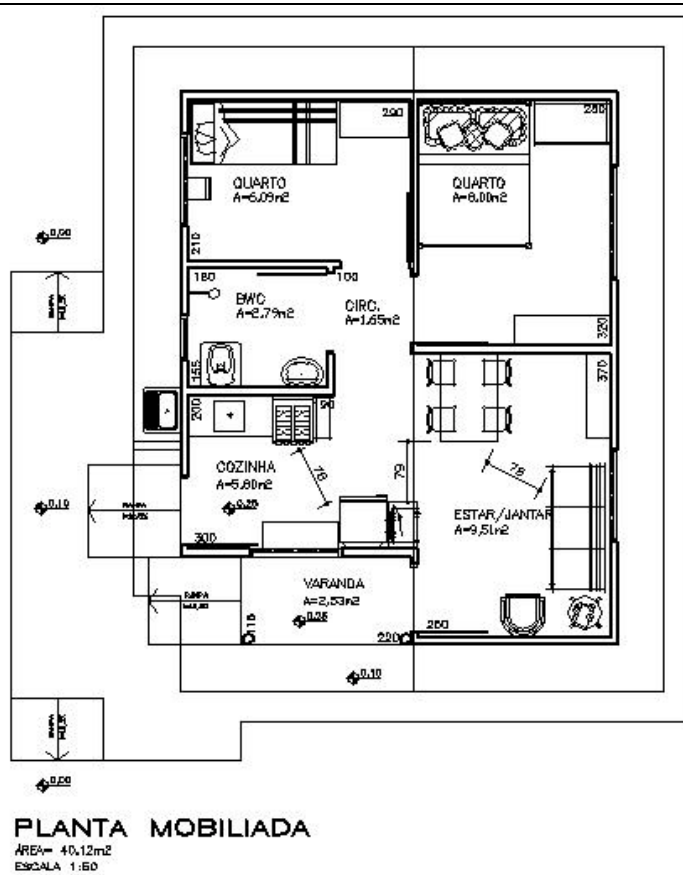 290
280
QUARTO
A=6.09m2
QUARTO
A=8.00m2
210
0,00
180
100
BWC
A=2.79m2
CIRC.
A=1.65m2
320
155
370
200
90
COZINHA
A=5.60m2
78
79
78
0.10
0.25
ESTAR/JANTAR
A=9,51m2
300
RAMPA
VARANDA
A=2,53m2
RAMPA
115
0.25
220
260
0.10
0,00
PLANTA MOBILIADA
ÁREA= 40.12m2
ESCALA 1:50